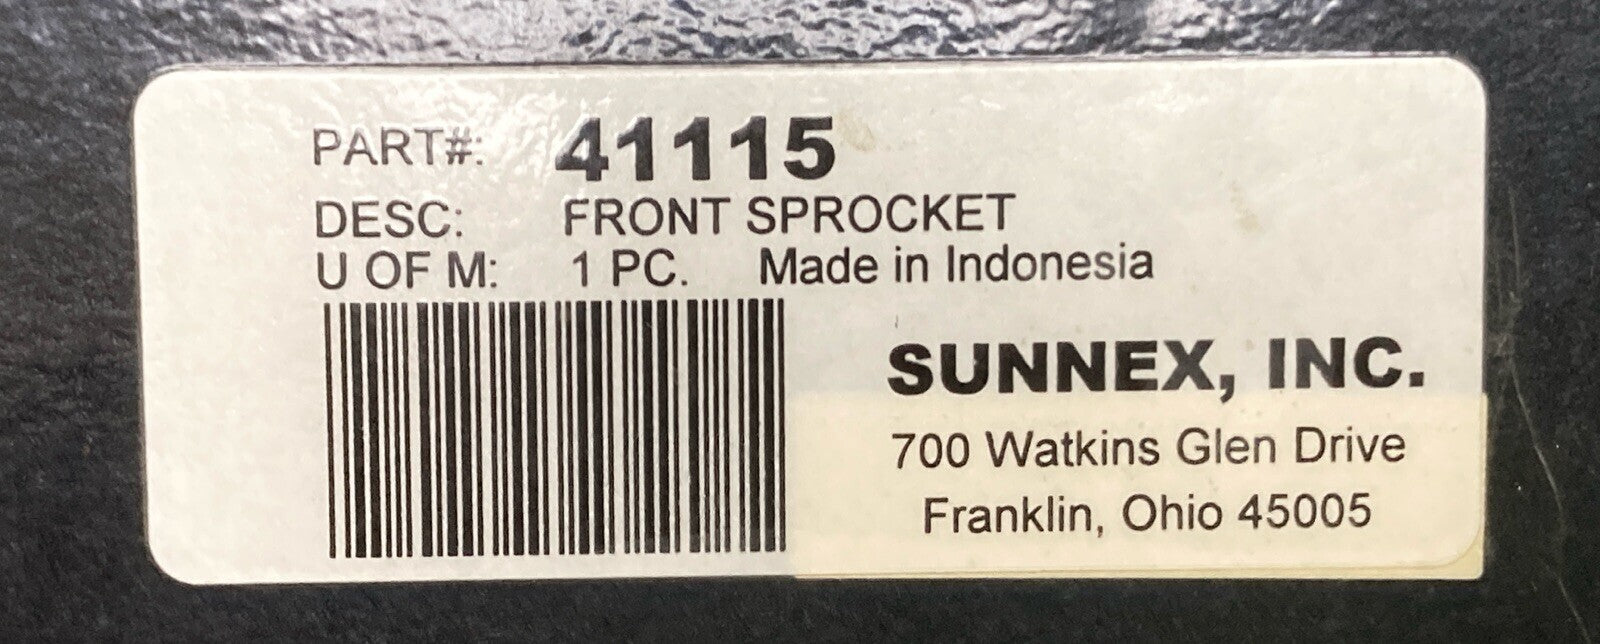 PART#: 41115
DESC: FRONT SPROCKET
U OF M: 1 PC. Made in Indonesia
SUNNEX, INC.
700 Watkins Glen Drive
Franklin, Ohio 45005